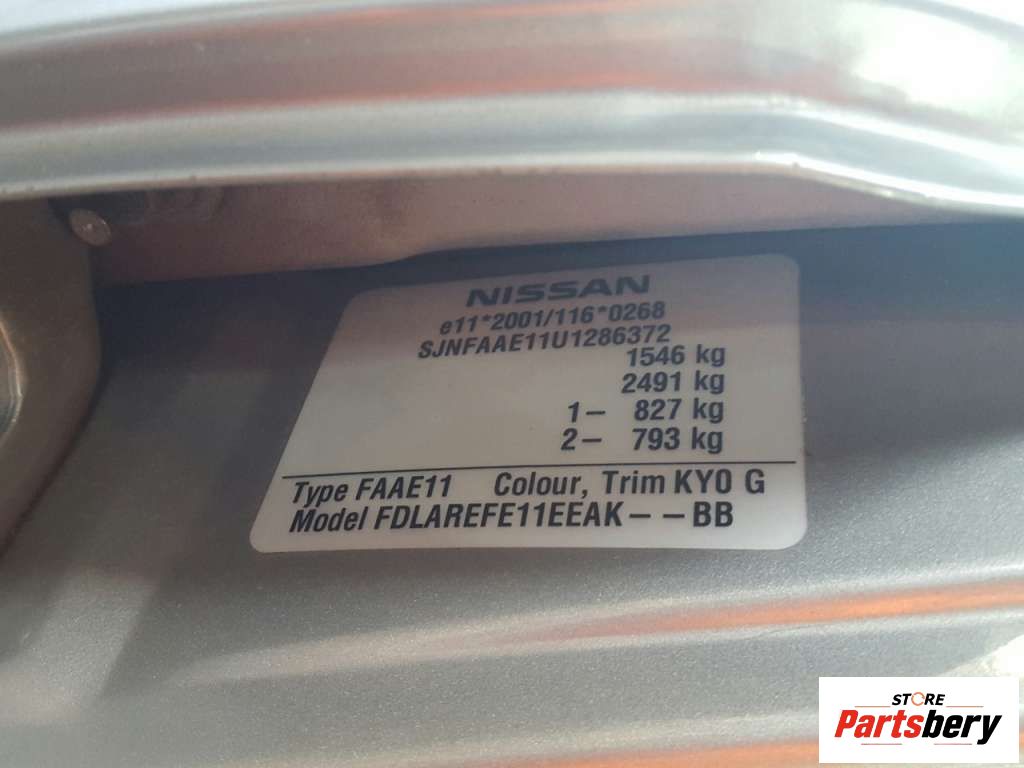 NISSAN
e11*2001/116*0268
SJNFAAE11U1286372
1546 kg
2491 kg
1– 827 kg
2– 793 kg
Type FAAE11 Colour, Trim KY0 G
Model FDLAREFE11EEAK– –BB
STORE
Partsbery